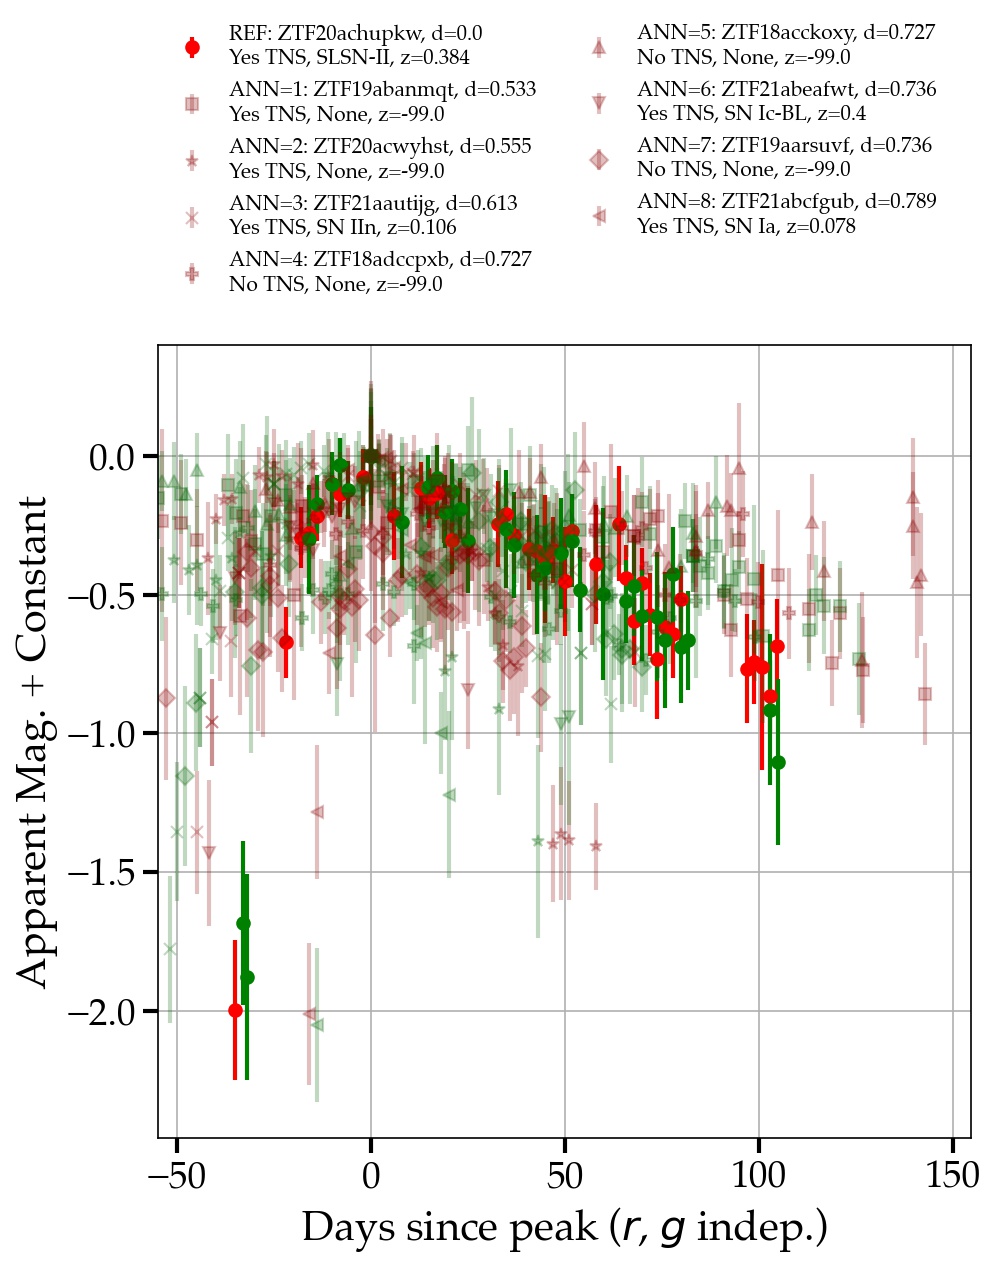 REF: ZTF20achupkw, d=0.0
Yes TNS, SLSN-II, z=0.384
ANN=1: ZTF19abanmqt, d=0.533
Yes TNS, None, z=-99.0
ANN=2: ZTF20acwyhst, d=0.555
Yes TNS, None, z=-99.0
ANN=3: ZTF21aautijg, d=0.613
Yes TNS, SN IIn, z=0.106
ANN=4: ZTF18adccpxb, d=0.727
No TNS, None, z=-99.0
ANN=5: ZTF18acckoxy, d=0.727
No TNS, None, z=-99.0
ANN=6: ZTF21abeafwt, d=0.736
Yes TNS, SN Ic-BL, z=0.4
ANN=7: ZTF19aarsuvf, d=0.736
No TNS, None, z=-99.0
ANN=8: ZTF21abcfgub, d=0.789
Yes TNS, SN Ia, z=0.078
Apparent Mag. + Constant
0.0
−0.5
−1.0
−1.5
−2.0
−50
0
50
100
150
Days since peak (r, g indep.)